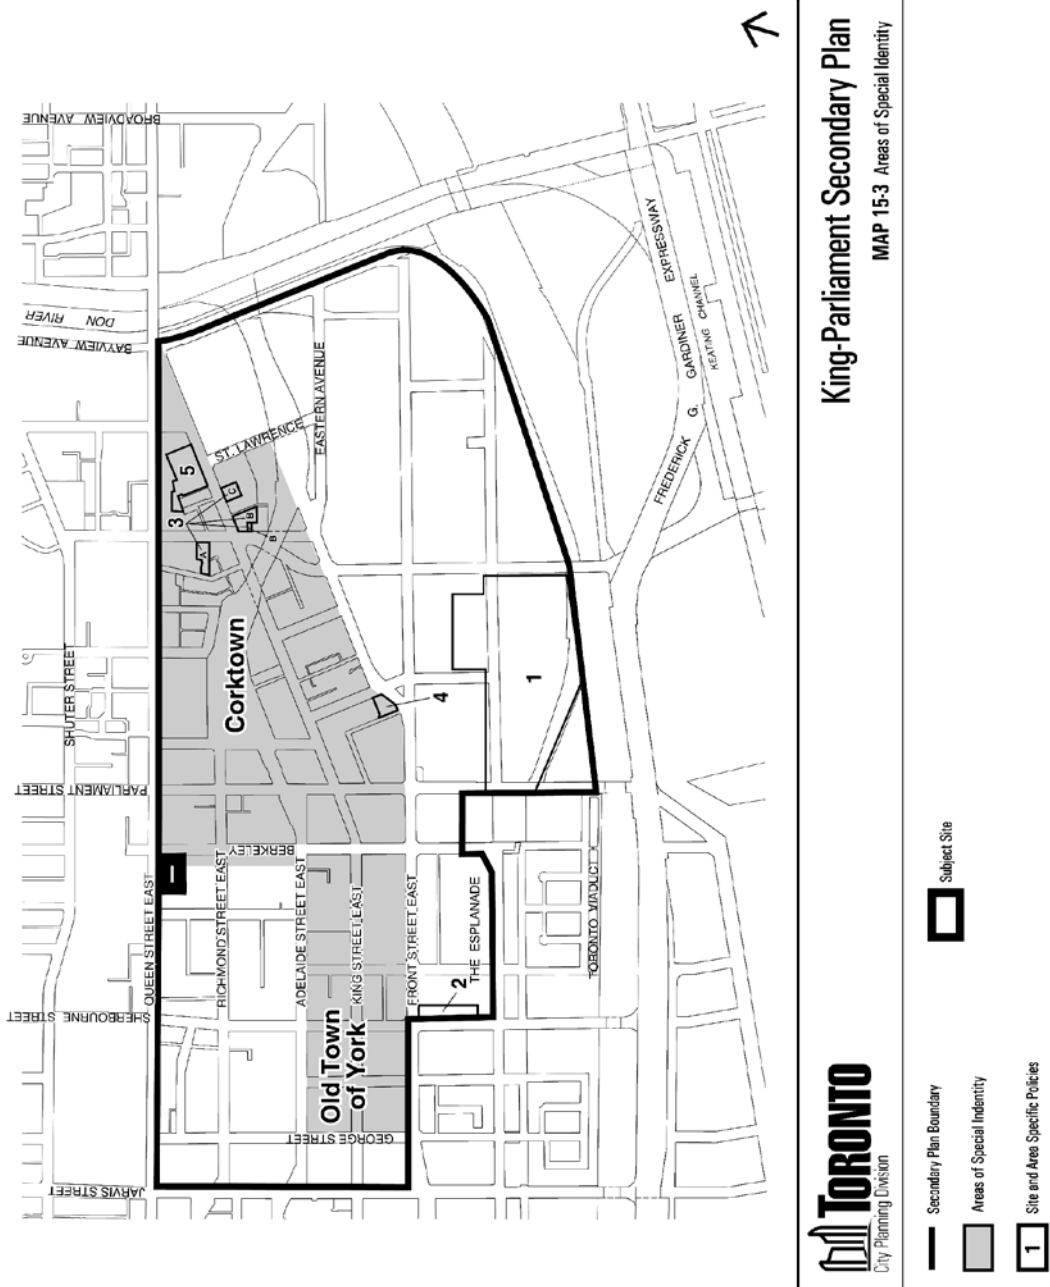 King-Parliament Secondary Plan
MAP 15-3 Areas of Special Identity
BROADVIEW AVENUE
DON RIVER
BAYVIEW AVENUE
SHUTER STREET
PARLIAMENT STREET
SHERBOURNE STREET
JARVIS STREET
QUEEN STREET EAST
RICHMOND STREET EAST
ADELAIDE STREET EAST
KING STREET EAST
FRONT STREET EAST
THE ESPLANADE
TORONTO VIADUCT
BERKELEY
GEORGE STREET
ST. LAWRENCE
EASTERN AVENUE
FREDERICK G. GARDINER EXPRESSWAY
KEATING CHANNEL
Corktown
Old Town
of York
5
3
A
B
B
C
4
1
2
TORONTO
City Planning Division
Secondary Plan Boundary
Areas of Special Indentity
1
Site and Area Specific Policies
Subject Site